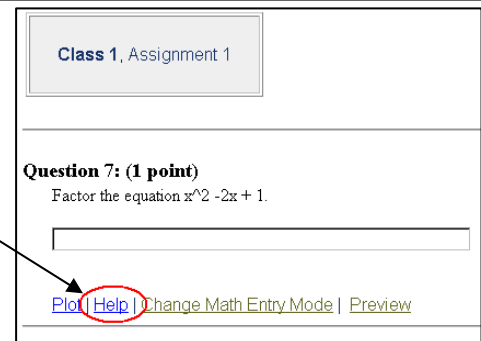 Class 1, Assignment 1
Question 7: (1 point)
Factor the equation x^2 -2x + 1.
Plot | Help | Change Math Entry Mode | Preview